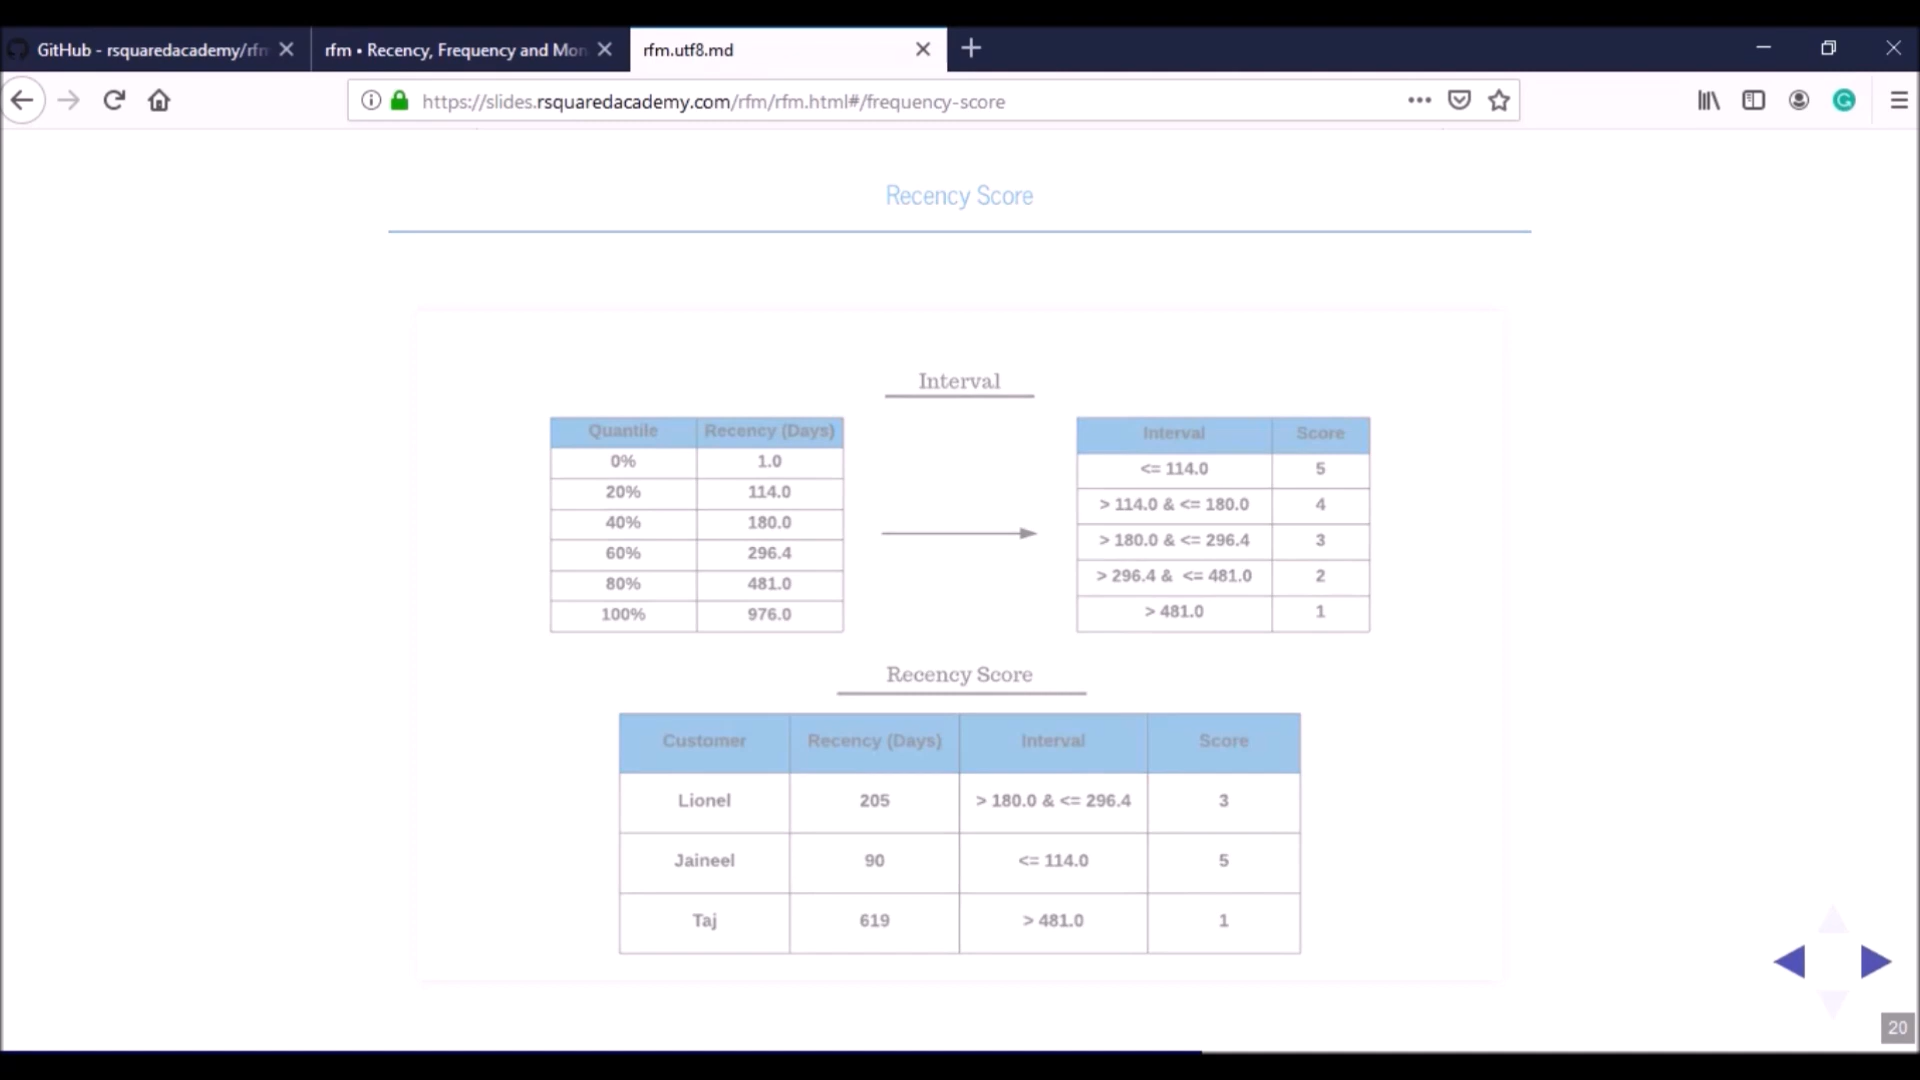 GitHub - rsquaredacademy/rfm
rfm • Recency, Frequency and Mon
rfm.utf8.md
https://slides.rsquaredacademy.com/rfm/rfm.html#/frequency-score
Recency Score
Interval
Quantile Recency (Days)
0% 1.0
20% 114.0
40% 180.0
60% 296.4
80% 481.0
100% 976.0
Interval Score
<= 114.0 5
> 114.0 & <= 180.0 4
> 180.0 & <= 296.4 3
> 296.4 & <= 481.0 2
> 481.0 1
Recency Score
Customer Recency (Days) Interval Score
Lionel 205 > 180.0 & <= 296.4 3
Jaineel 90 <= 114.0 5
Taj 619 > 481.0 1
20